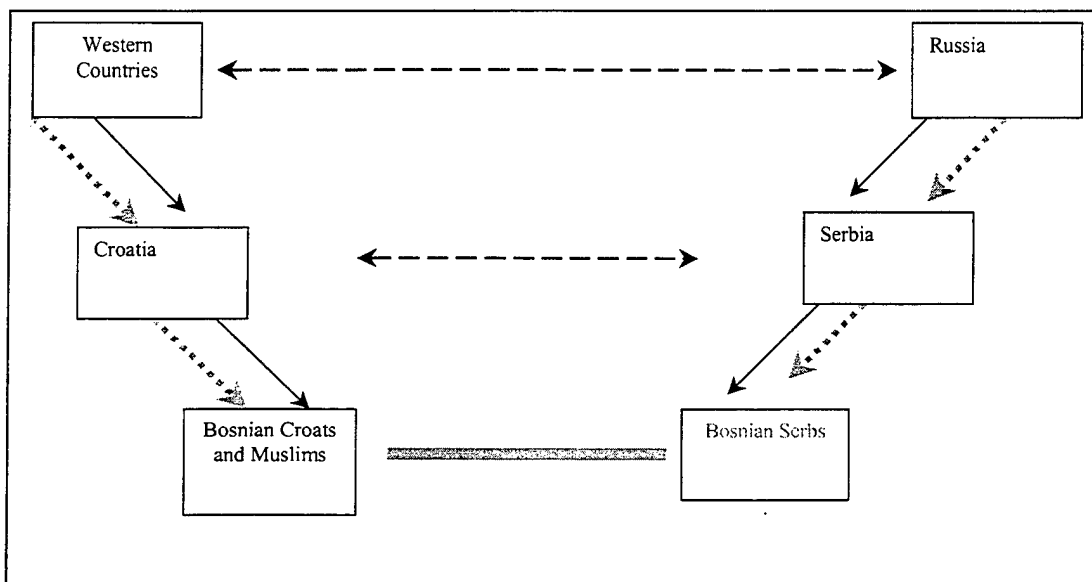 Western
Countries
Russia
Croatia
Serbia
Bosnian Croats
and Muslims
Bosnian Serbs